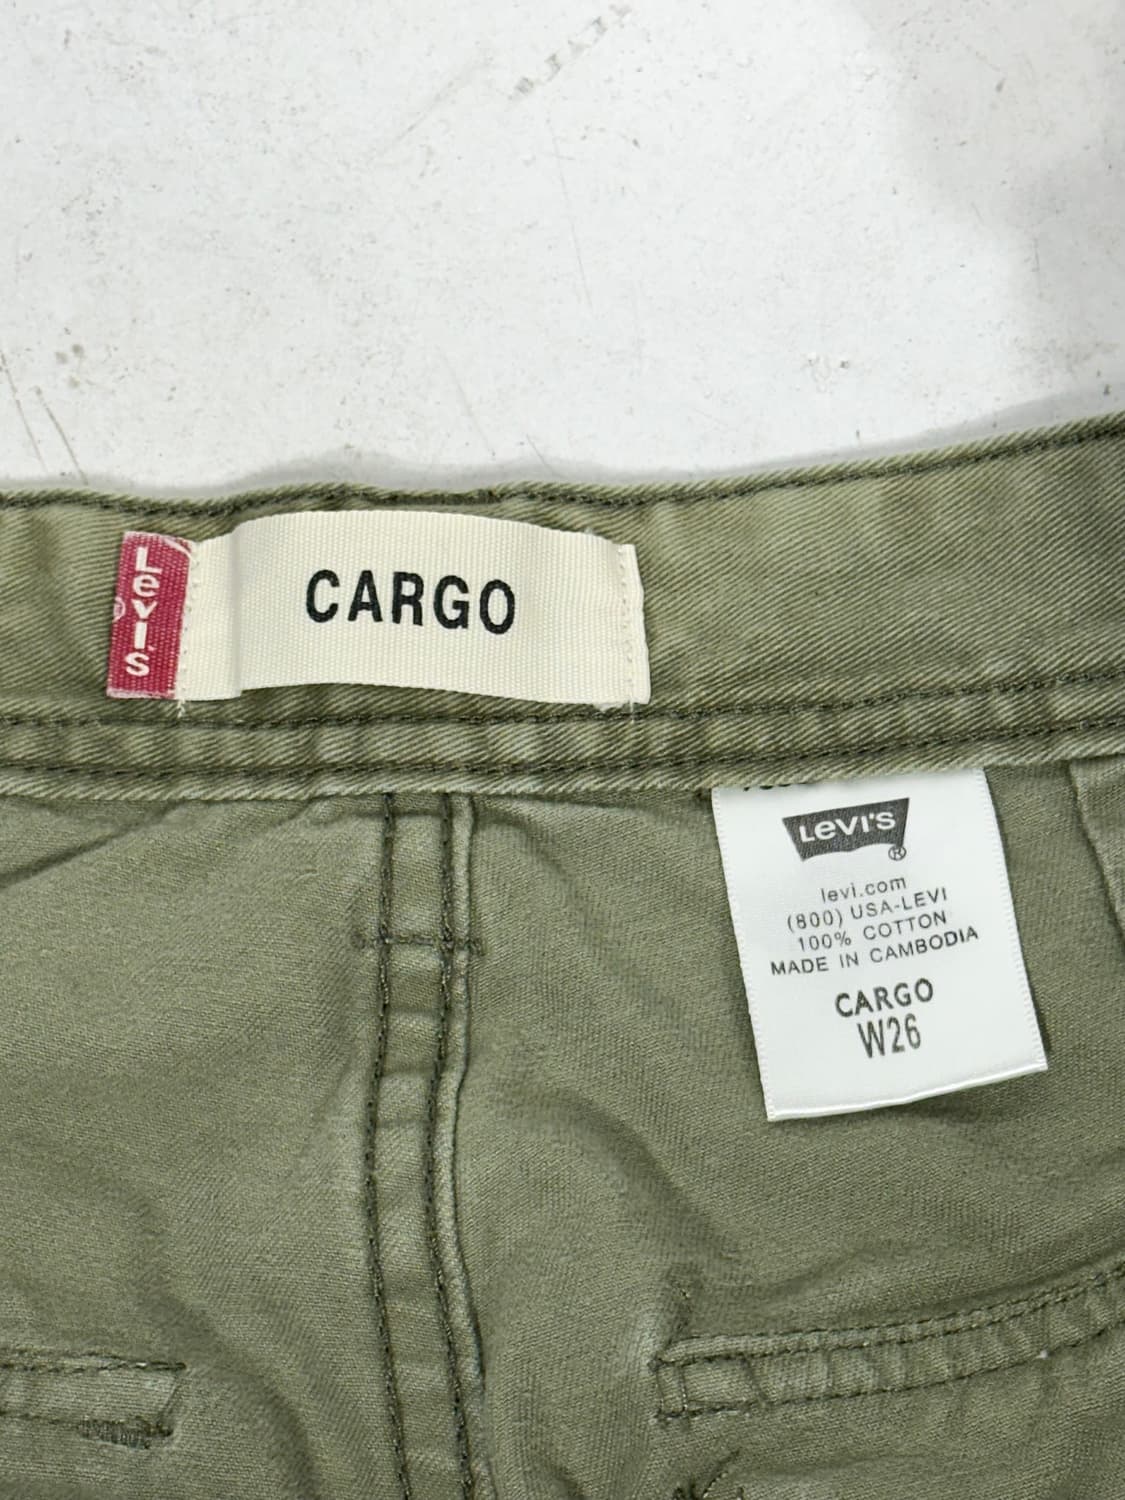 Levi's
®
CARGO
LEVI'S
®
levi.com
(800) USA-LEVI
100% COTTON
MADE IN CAMBODIA
CARGO
W26